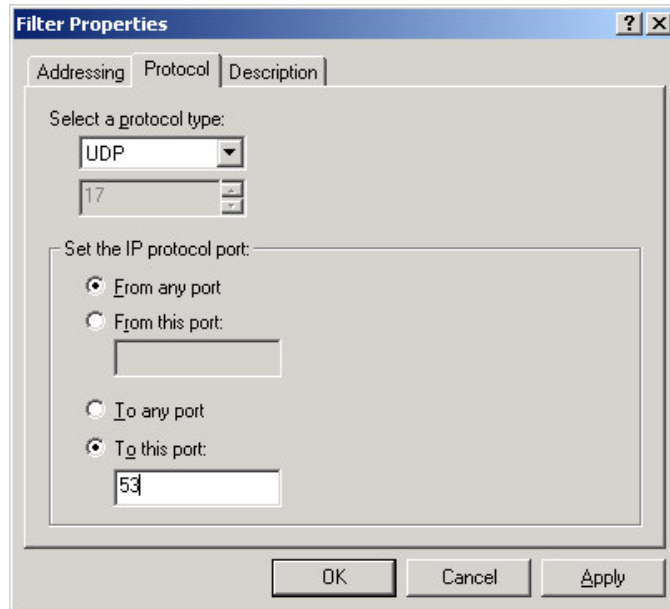 Filter Properties
Addressing Protocol Description
Select a protocol type:
UDP
17
Set the IP protocol port:
From any port
From this port:
To any port
To this port:
53
OK Cancel Apply